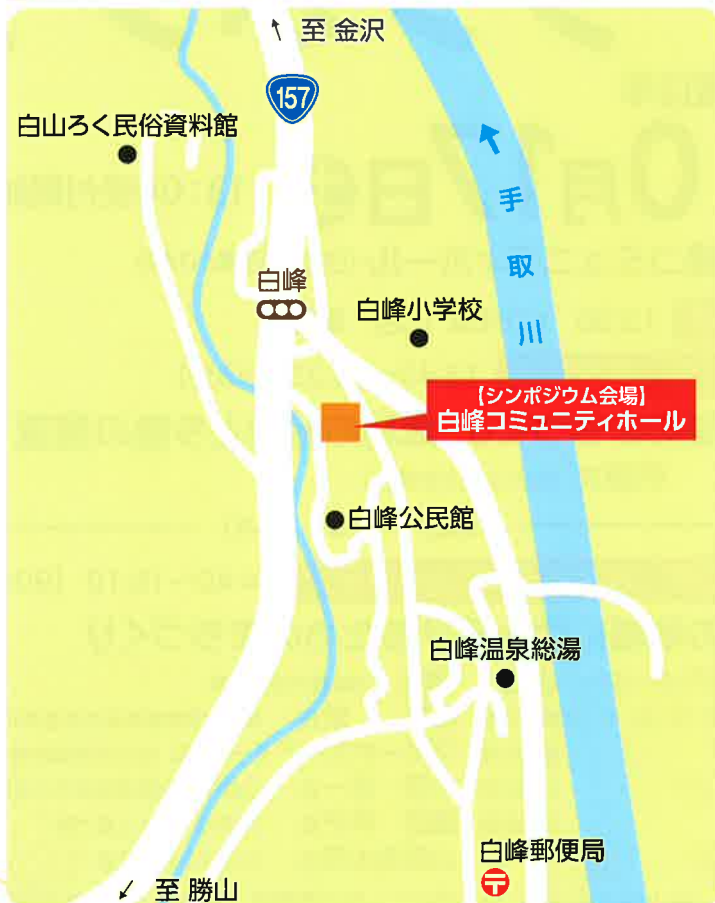 至 金沢
157
白山ろく民俗資料館
手取川
白峰
白峰小学校
【シンポジウム会場】
白峰コミュニティホール
白峰公民館
白峰温泉総湯
白峰郵便局
至 勝山